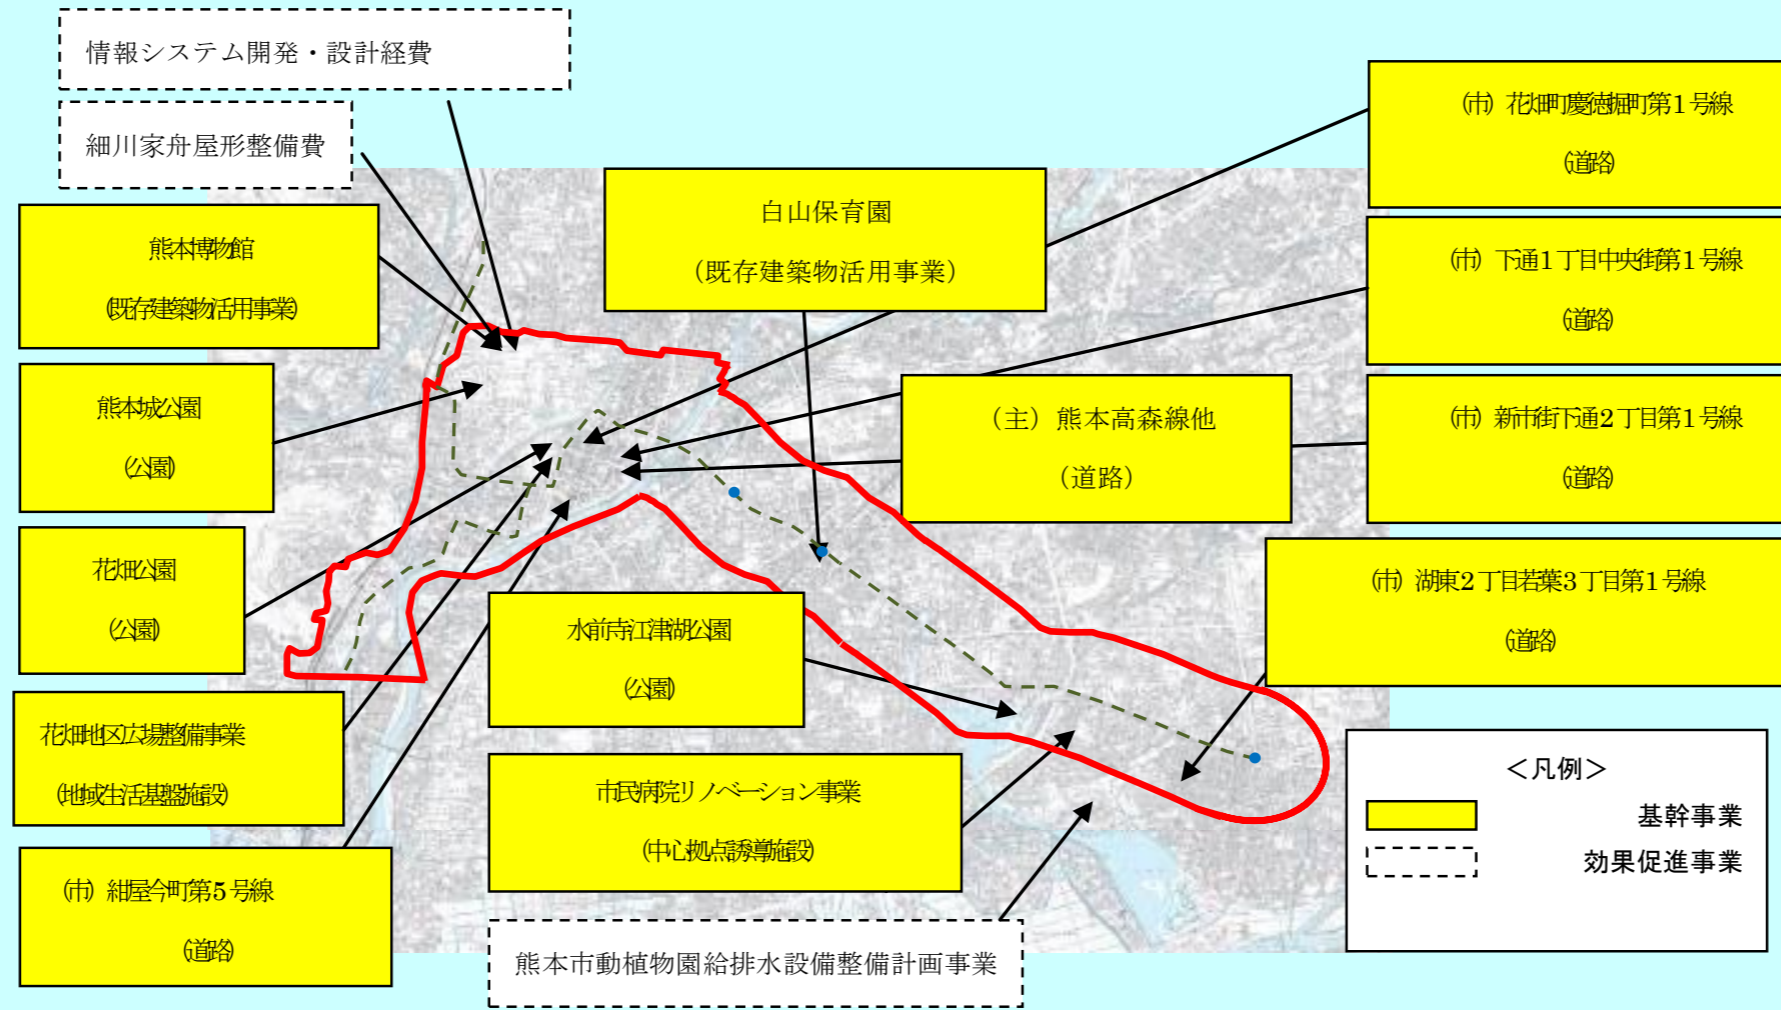 情報システム開発・設計経費
細川家舟屋形整備費
熊本博物館
(既存建築物活用事業)
熊本城公園
(公園)
花畑公園
(公園)
花畑地区広場整備事業
(地域生活基盤施設)
(市) 紺屋今町第5号線
(道路)
白山保育園
（既存建築物活用事業）
（主）熊本高森線他
（道路）
水前寺江津湖公園
(公園)
市民病院リノベーション事業
(中心拠点誘導施設)
熊本市動植物園給排水設備整備計画事業
(市) 花畑町慶徳堀町第1号線
(道路)
(市) 下通1丁目中央街第1号線
(道路)
(市) 新市街下通2丁目第1号線
(道路)
(市) 湖東2丁目若葉3丁目第1号線
(道路)
＜凡例＞
基幹事業
効果促進事業